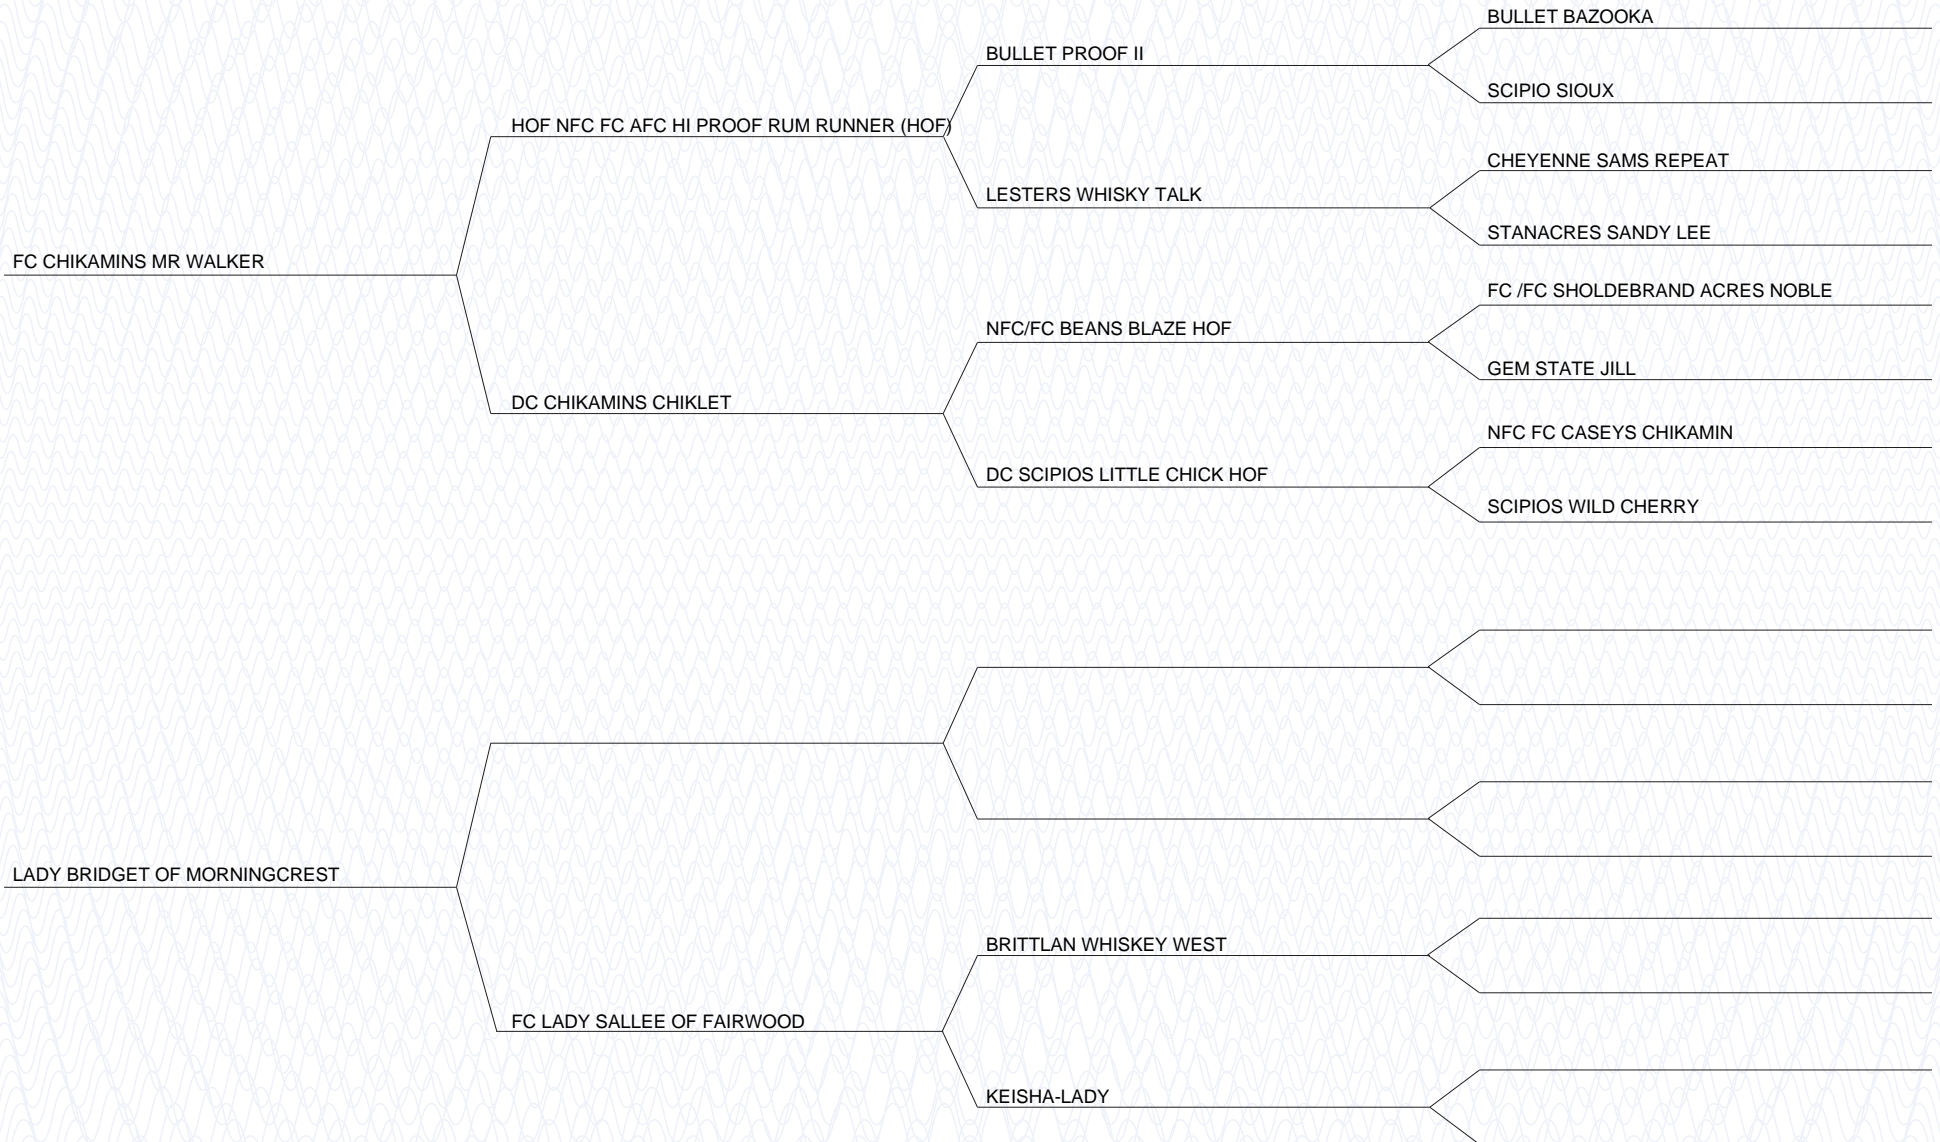 BULLET BAZOOKA
BULLET PROOF II
SCIPIO SIOUX
HOF NFC FC AFC HI PROOF RUM RUNNER (HOF)
CHEYENNE SAMS REPEAT
LESTERS WHISKY TALK
STANACRES SANDY LEE
FC CHIKAMINS MR WALKER
FC /FC SHOLDEBRAND ACRES NOBLE
NFC/FC BEANS BLAZE HOF
GEM STATE JILL
DC CHIKAMINS CHIKLET
NFC FC CASEYS CHIKAMIN
DC SCIPIOS LITTLE CHICK HOF
SCIPIOS WILD CHERRY
LADY BRIDGET OF MORNINGCREST
BRITTLAN WHISKEY WEST
FC LADY SALLEE OF FAIRWOOD
KEISHA-LADY